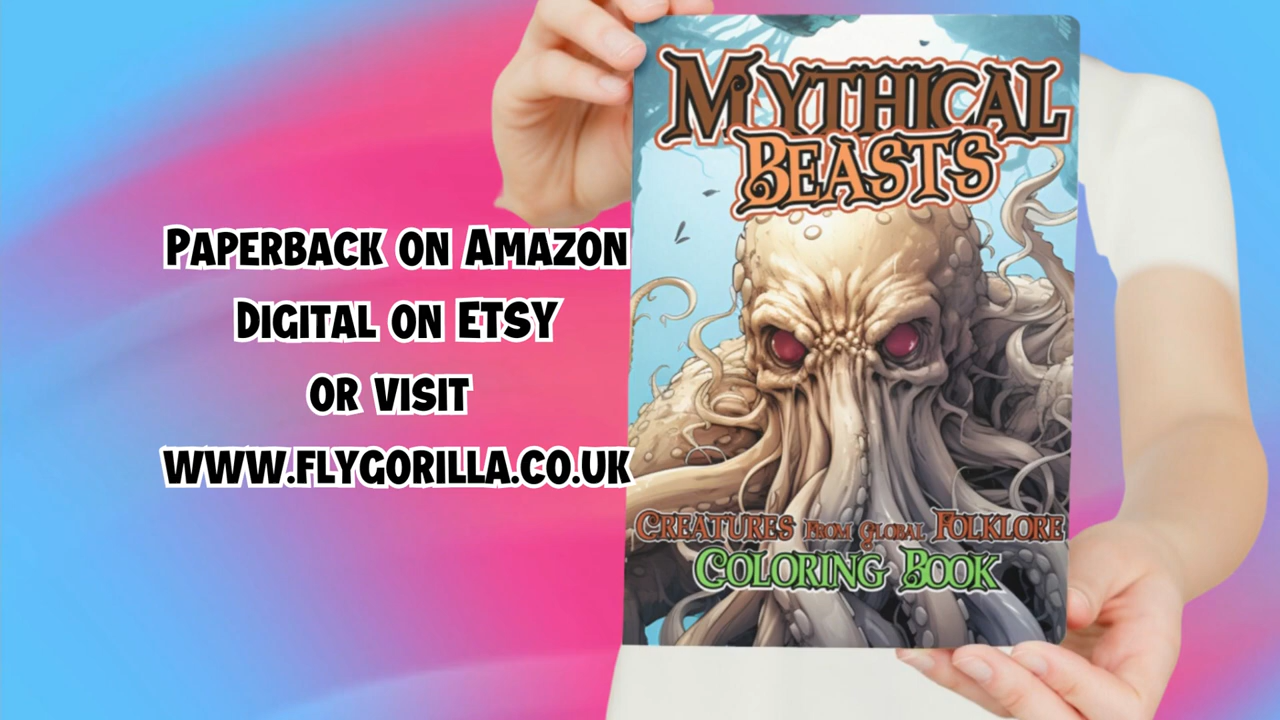 Paperback on Amazon
Digital on ETSY
or visit
www.flygorilla.co.uk
Mythical
Beasts
Creatures from Global Folklore
Coloring Book